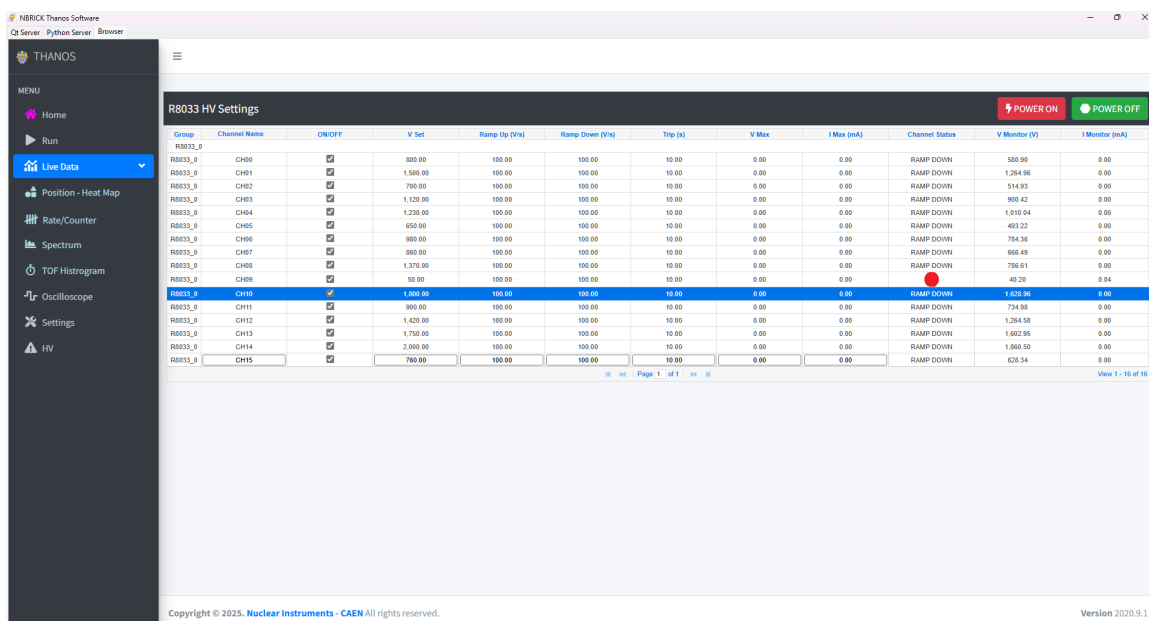 NBRICK Thanos Software
Qt Server Python Server Browser
THANOS
MENU
Home
Run
Live Data
Position - Heat Map
Rate/Counter
Spectrum
TOF Histrogram
Oscilloscope
Settings
HV
R8033 HV Settings
POWER ON
POWER OFF
Group Channel Name ON/OFF V Set Ramp Up (V/s) Ramp Down (V/s) Trip (s) V Max I Max (mA) Channel Status V Monitor (V) I Monitor (mA)
R8033_0
R8033_0 CH00 800.00 100.00 100.00 10.00 0.00 0.00 RAMP DOWN 580.90 0.00
R8033_0 CH01 1,500.00 100.00 100.00 10.00 0.00 0.00 RAMP DOWN 1,264.96 0.00
R8033_0 CH02 700.00 100.00 100.00 10.00 0.00 0.00 RAMP DOWN 514.93 0.00
R8033_0 CH03 1,120.00 100.00 100.00 10.00 0.00 0.00 RAMP DOWN 900.42 0.00
R8033_0 CH04 1,230.00 100.00 100.00 10.00 0.00 0.00 RAMP DOWN 1,010.04 0.00
R8033_0 CH05 650.00 100.00 100.00 10.00 0.00 0.00 RAMP DOWN 493.22 0.00
R8033_0 CH06 980.00 100.00 100.00 10.00 0.00 0.00 RAMP DOWN 784.36 0.00
R8033_0 CH07 860.00 100.00 100.00 10.00 0.00 0.00 RAMP DOWN 666.49 0.00
R8033_0 CH08 1,370.00 100.00 100.00 10.00 0.00 0.00 RAMP DOWN 786.61 0.00
R8033_0 CH09 50.00 100.00 100.00 10.00 0.00 0.00 40.20 0.04
R8033_0 CH10 1,800.00 100.00 100.00 10.00 0.00 0.00 RAMP DOWN 1,628.96 0.00
R8033_0 CH11 900.00 100.00 100.00 10.00 0.00 0.00 RAMP DOWN 734.98 0.00
R8033_0 CH12 1,420.00 100.00 100.00 10.00 0.00 0.00 RAMP DOWN 1,264.58 0.00
R8033_0 CH13 1,750.00 100.00 100.00 10.00 0.00 0.00 RAMP DOWN 1,602.95 0.00
R8033_0 CH14 2,000.00 100.00 100.00 10.00 0.00 0.00 RAMP DOWN 1,860.50 0.00
R8033_0 CH15 760.00 100.00 100.00 10.00 0.00 0.00 RAMP DOWN 628.34 0.00
Page 1 of 1
View 1 - 16 of 16
Copyright © 2025. Nuclear Instruments - CAEN All rights reserved.
Version 2020.9.1